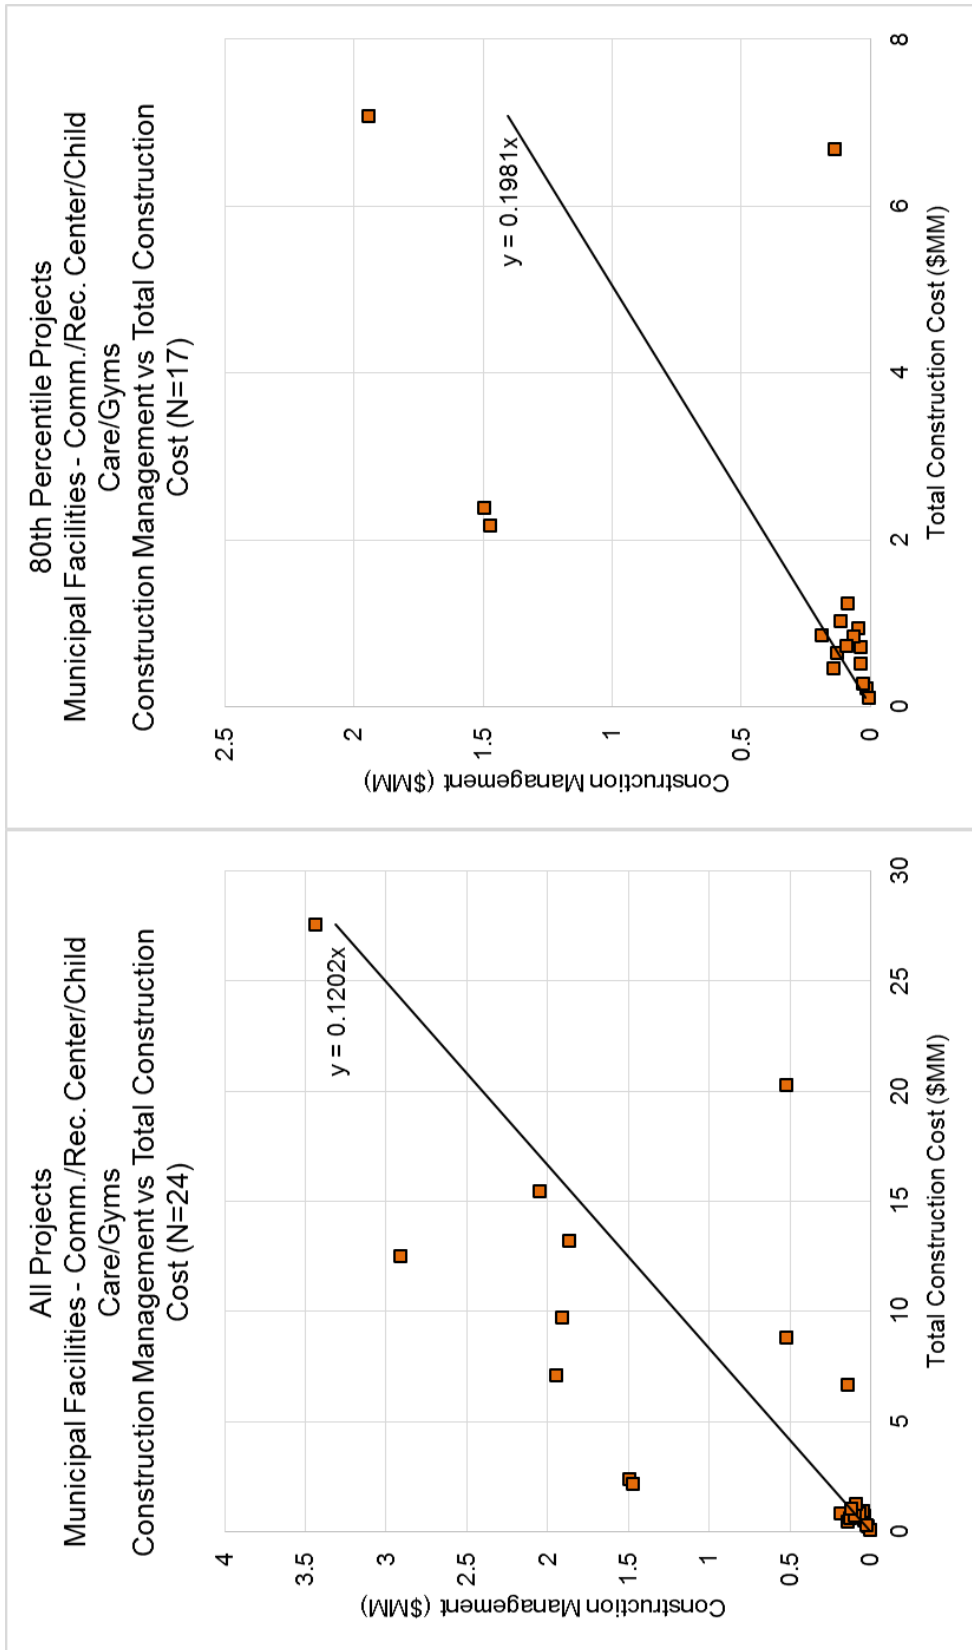 All Projects
Municipal Facilities - Comm./Rec. Center/Child
Care/Gyms
Construction Management vs Total Construction
Cost (N=24)
4
3.5
3
2.5
2
1.5
1
0.5
0
Construction Management ($MM)
y = 0.1202x
0
5
10
15
20
25
30
Total Construction Cost ($MM)
80th Percentile Projects
Municipal Facilities - Comm./Rec. Center/Child
Care/Gyms
Construction Management vs Total Construction
Cost (N=17)
2.5
2
1.5
1
0.5
0
Construction Management ($MM)
y = 0.1981x
0
2
4
6
8
Total Construction Cost ($MM)